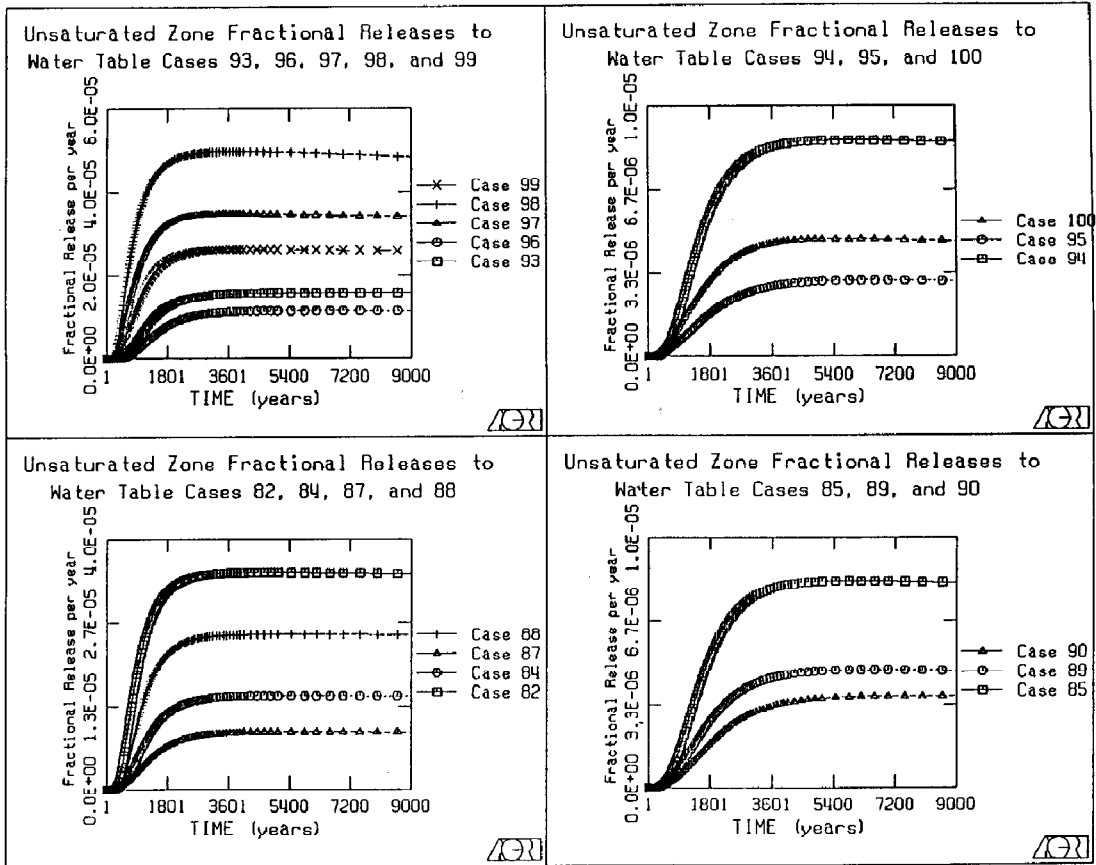 Unsaturated Zone Fractional Releases to
Water Table Cases 93, 96, 97, 98, and 99
Fractional Release per year
6.0E-05
4.0E-05
2.0E-05
0.0E+00
1 1801 3601 5400 7200 9000
TIME (years)
Case 99
Case 98
Case 97
Case 96
Case 93
Unsaturated Zone Fractional Releases to
Water Table Cases 94, 95, and 100
Fractional Release per year
1.0E-05
6.7E-06
3.3E-06
0.0E+00
1 1801 3601 5400 7200 9000
TIME (years)
Case 100
Case 95
Case 94
Unsaturated Zone Fractional Releases to
Water Table Cases 82, 84, 87, and 88
Fractional Release per year
4.0E-05
2.7E-05
1.3E-05
0.0E+00
1 1801 3601 5400 7200 9000
TIME (years)
Case 88
Case 87
Case 84
Case 82
Unsaturated Zone Fractional Releases to
Water Table Cases 85, 89, and 90
Fractional Release per year
1.0E-05
6.7E-06
3.3E-06
0.0E+00
1 1801 3601 5400 7200 9000
TIME (years)
Case 90
Case 89
Case 85